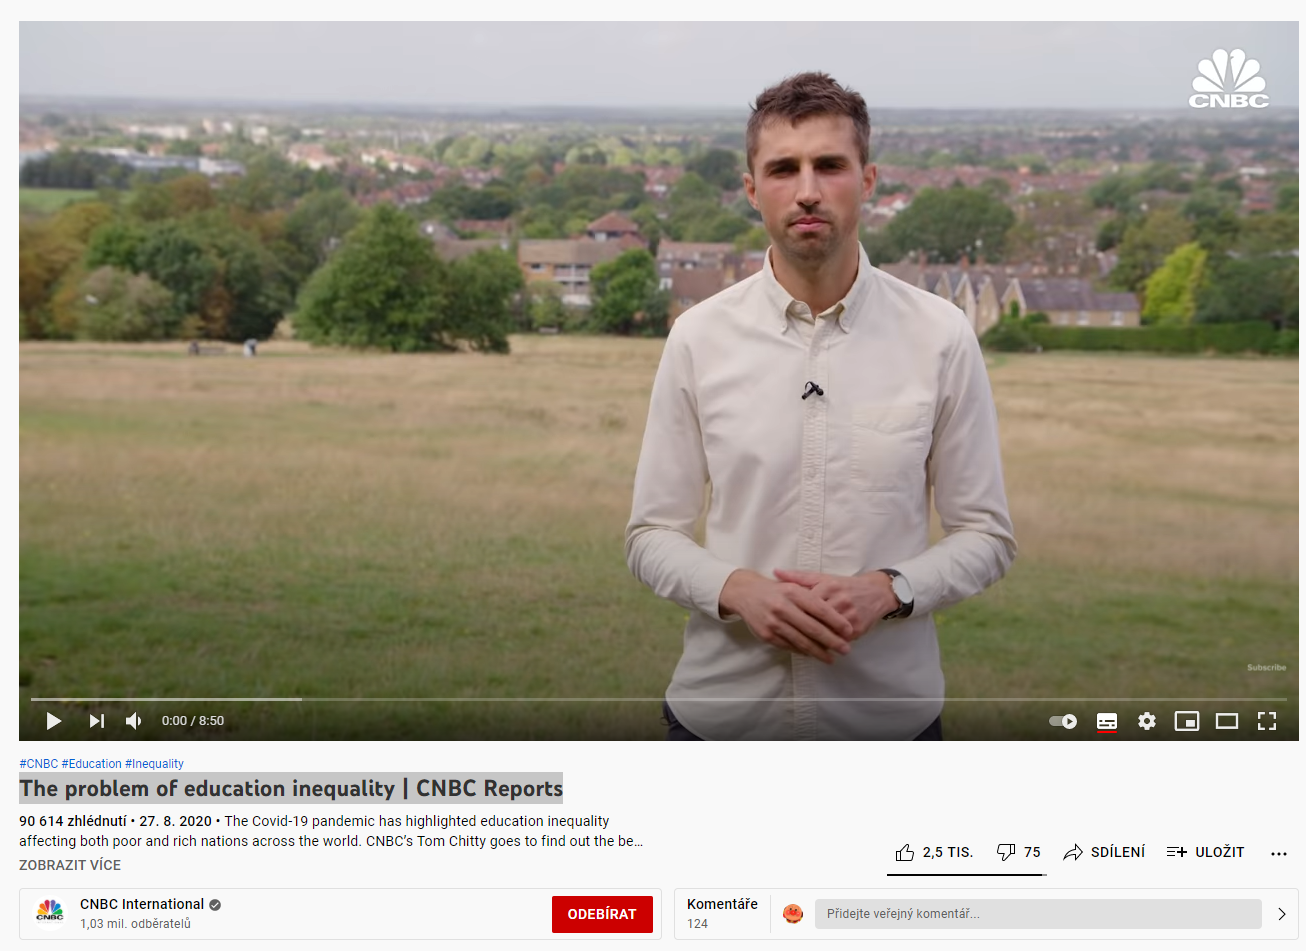 CNBC
Subscribe
0:00 / 8:50
#CNBC #Education #Inequality
The problem of education inequality | CNBC Reports
90 614 zhlédnutí • 27. 8. 2020 • The Covid-19 pandemic has highlighted education inequality
affecting both poor and rich nations across the world. CNBC’s Tom Chitty goes to find out the be…
ZOBRAZIT VÍCE
2,5 TIS.
75
SDÍLENÍ
ULOŽIT
CNBC
CNBC International
1,03 mil. odběratelů
ODEBÍRAT
Komentáře
124
Přidejte veřejný komentář...